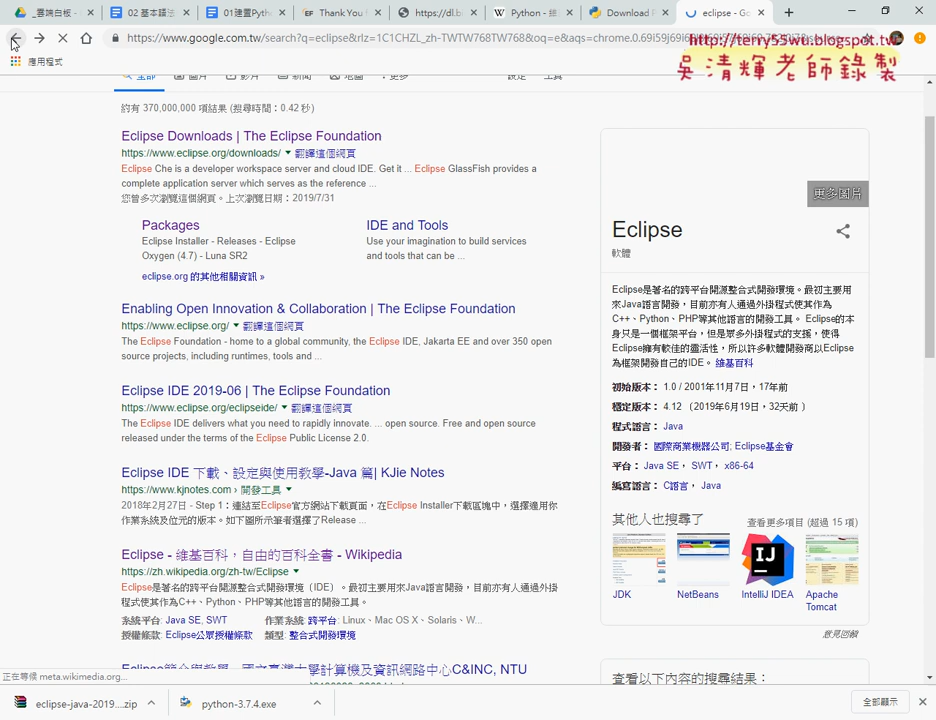 _雲端白板 -
02 基本語法
01建置Pyth
Thank You
https://dl.b
Python - 維
Download P
eclipse - Go
https://www.google.com.tw/search?q=eclipse&rlz=1C1CHZL_zh-TWTW768TW768&oq=e&aqs=chrome.0.69i59j69i6
http://terry55wu.blogspot.tw
吳清輝老師錄製
應用程式
全部
圖片
影片
新聞
地圖
更多
設定
工具
約有 370,000,000 項結果 (搜尋時間：0.42 秒)
Eclipse Downloads | The Eclipse Foundation
https://www.eclipse.org/downloads/ ▼ 翻譯這個網頁
Eclipse Che is a developer workspace server and cloud IDE. Get it ... Eclipse GlassFish provides a
complete application server which serves as the reference ...
您曾多次瀏覽這個網頁。上次瀏覽日期：2019/7/31
Packages
Eclipse Installer - Releases - Eclipse
Oxygen (4.7) - Luna SR2
IDE and Tools
Use your imagination to build services
and tools that can be ...
eclipse.org 的其他相關資訊 »
Enabling Open Innovation & Collaboration | The Eclipse Foundation
https://www.eclipse.org/ ▼ 翻譯這個網頁
The Eclipse Foundation - home to a global community, the Eclipse IDE, Jakarta EE and over 350 open
source projects, including runtimes, tools and ...
Eclipse IDE 2019-06 | The Eclipse Foundation
https://www.eclipse.org/eclipseide/ ▼ 翻譯這個網頁
The Eclipse IDE delivers what you need to rapidly innovate. ... open source. Free and open source
released under the terms of the Eclipse Public License 2.0.
Eclipse IDE 下載、設定與使用教學-Java 篇| KJie Notes
https://www.kjnotes.com › 開發工具 ▼
2018年2月27日 - Step 1：連結至Eclipse官方網站下載頁面，在Eclipse Installer下載區塊中，選擇適用你
作業系統及位元的版本。如下圖所示筆者選擇了Release ...
Eclipse - 維基百科，自由的百科全書 - Wikipedia
https://zh.wikipedia.org/zh-tw/Eclipse ▼
Eclipse是著名的跨平台開源整合式開發環境（IDE）。最初主要用來Java語言開發，目前亦有人通過外掛
程式使其作為C++、Python、PHP等其他語言的開發工具。
系統平台: Java SE, SWT
作業系統: 跨平台: Linux、Mac OS X、Solaris、W...
授權條款: Eclipse公眾授權條款
類型: 整合式開發環境
Eclipse簡介與教學 - 國立臺灣大學計算機及資訊網路中心C&INC, NTU
更多圖片
Eclipse
軟體
Eclipse是著名的跨平台開源整合式開發環境。最初主要用
來Java語言開發，目前亦有人通過外掛程式使其作為
C++、Python、PHP等其他語言的開發工具。 Eclipse的本
身只是一個框架平台，但是眾多外掛程式的支援，使得
Eclipse擁有較佳的靈活性，所以許多軟體開發商以Eclipse
為框架開發自己的IDE。 維基百科
初始版本： 1.0 / 2001年11月7日，17年前
穩定版本： 4.12 （2019年6月19日，32天前 ）
程式語言： Java
開發者： 國際商業機器公司; Eclipse基金會
平台： Java SE， SWT， x86-64
編寫語言： C語言， Java
其他人也搜尋了
查看更多項目 (超過 15 項)
JDK
NetBeans
IJ
IntelliJ IDEA
Apache
Tomcat
意見回饋
查看以下內容的搜尋結果：
正在等候 meta.wikimedia.org...
eclipse-java-2019....zip
python-3.7.4.exe
全部顯示